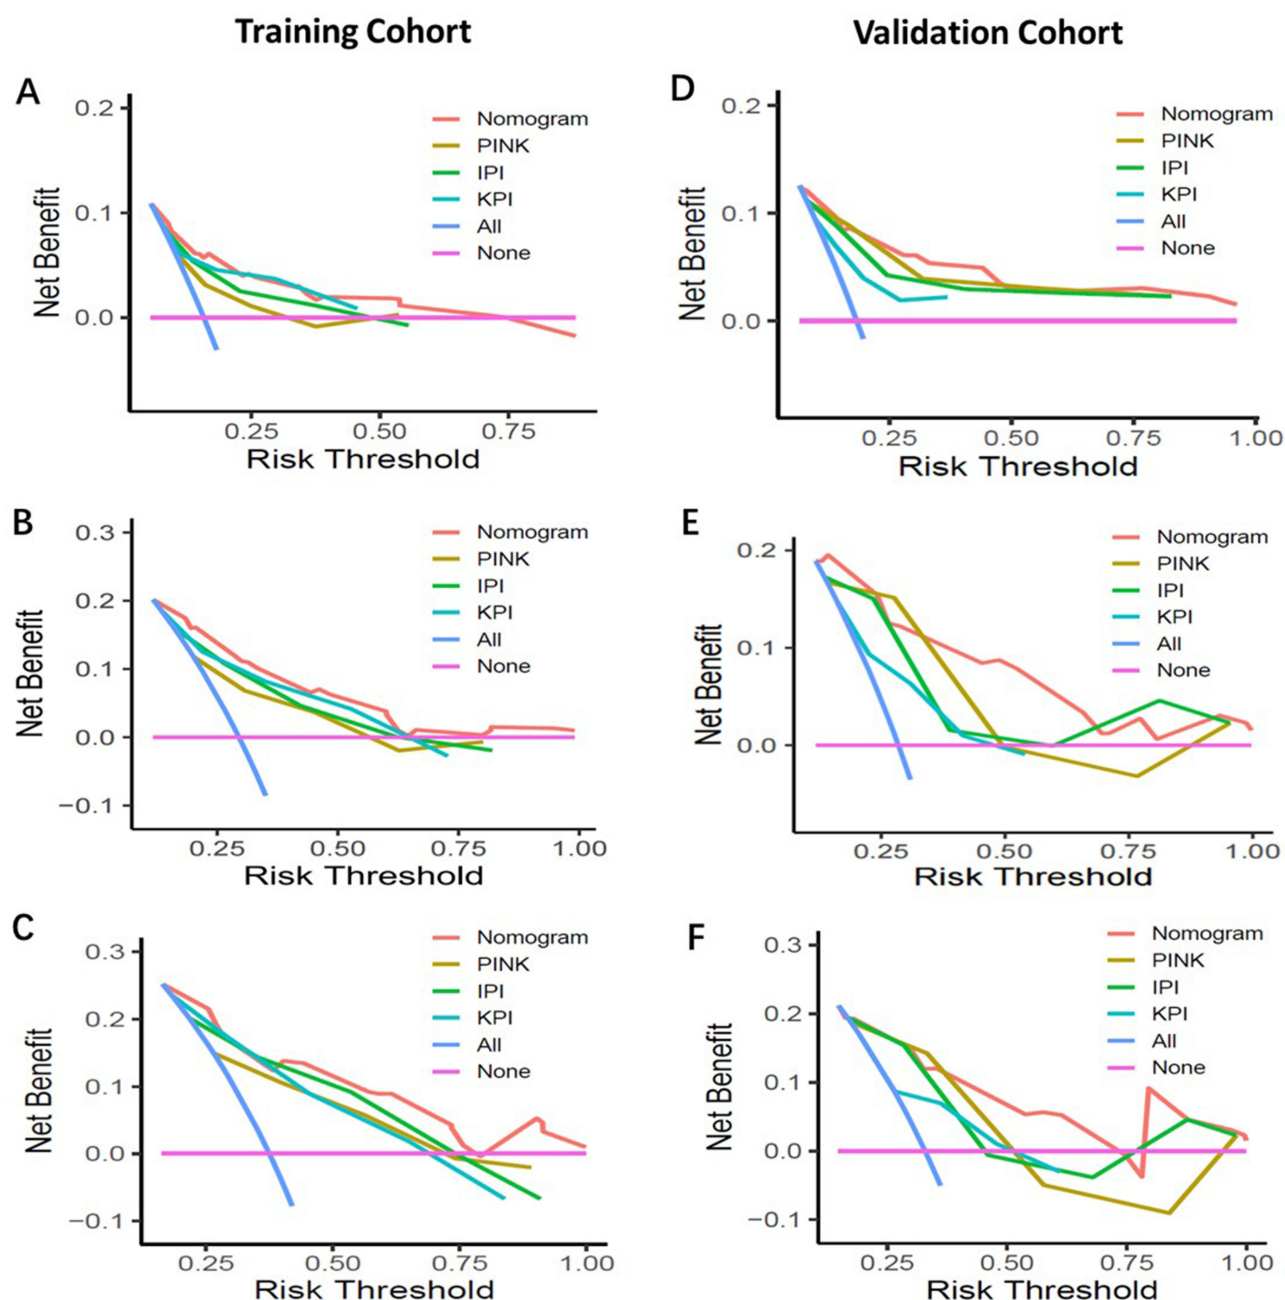 Training Cohort
Validation Cohort
A
Net Benefit
0.2
0.1
0.0
Nomogram
PINK
IPI
KPI
All
None
0.25 0.50 0.75
Risk Threshold
D
Net Benefit
0.2
0.1
0.0
Nomogram
PINK
IPI
KPI
All
None
0.25 0.50 0.75 1.00
Risk Threshold
B
Net Benefit
0.3
0.2
0.1
0.0
−0.1
Nomogram
PINK
IPI
KPI
All
None
0.25 0.50 0.75 1.00
Risk Threshold
E
Net Benefit
0.2
0.1
0.0
Nomogram
PINK
IPI
KPI
All
None
0.25 0.50 0.75 1.00
Risk Threshold
C
Net Benefit
0.3
0.2
0.1
0.0
−0.1
Nomogram
PINK
IPI
KPI
All
None
0.25 0.50 0.75 1.00
Risk Threshold
F
Net Benefit
0.3
0.2
0.1
0.0
−0.1
Nomogram
PINK
IPI
KPI
All
None
0.25 0.50 0.75 1.00
Risk Threshold